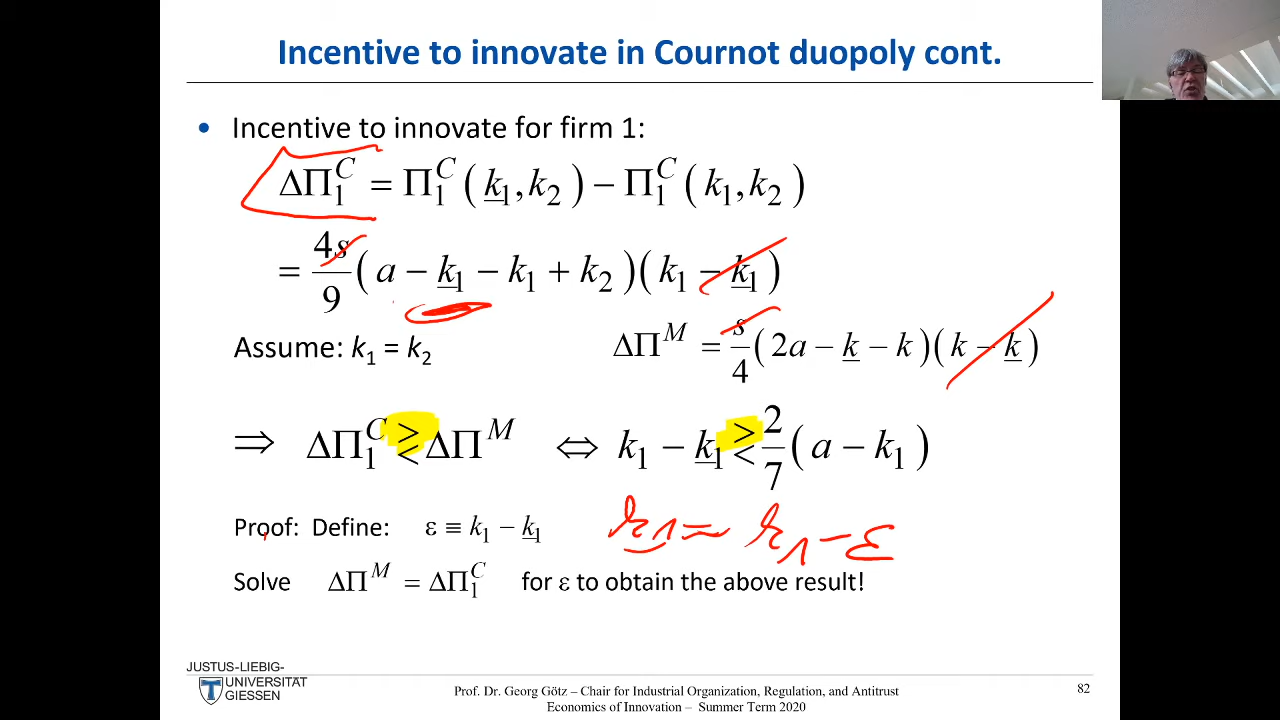 Incentive to innovate in Cournot duopoly cont.
• Incentive to innovate for firm 1:
ΔΠ₁ᶜ = Π₁ᶜ ( k̲₁, k₂ ) − Π₁ᶜ ( k₁, k₂ )
= 4s/9 ( a − k̲₁ − k₁ + k₂ )( k₁ − k̲₁ )
Assume: k₁ = k₂
ΔΠᴹ = s/4 ( 2a − k̲ − k )( k − k̲ )
⇒ ΔΠ₁ᶜ ≷ ΔΠᴹ ⇔ k₁ − k̲₁ ≷ 2/7 ( a − k₁ )
Proof: Define: ε ≡ k₁ − k̲₁
k̲₁ = k₁ − ε
Solve ΔΠᴹ = ΔΠ₁ᶜ for ε to obtain the above result!
JUSTUS-LIEBIG-
UNIVERSITÄT
GIESSEN
Prof. Dr. Georg Götz – Chair for Industrial Organization, Regulation, and Antitrust
Economics of Innovation – Summer Term 2020
82